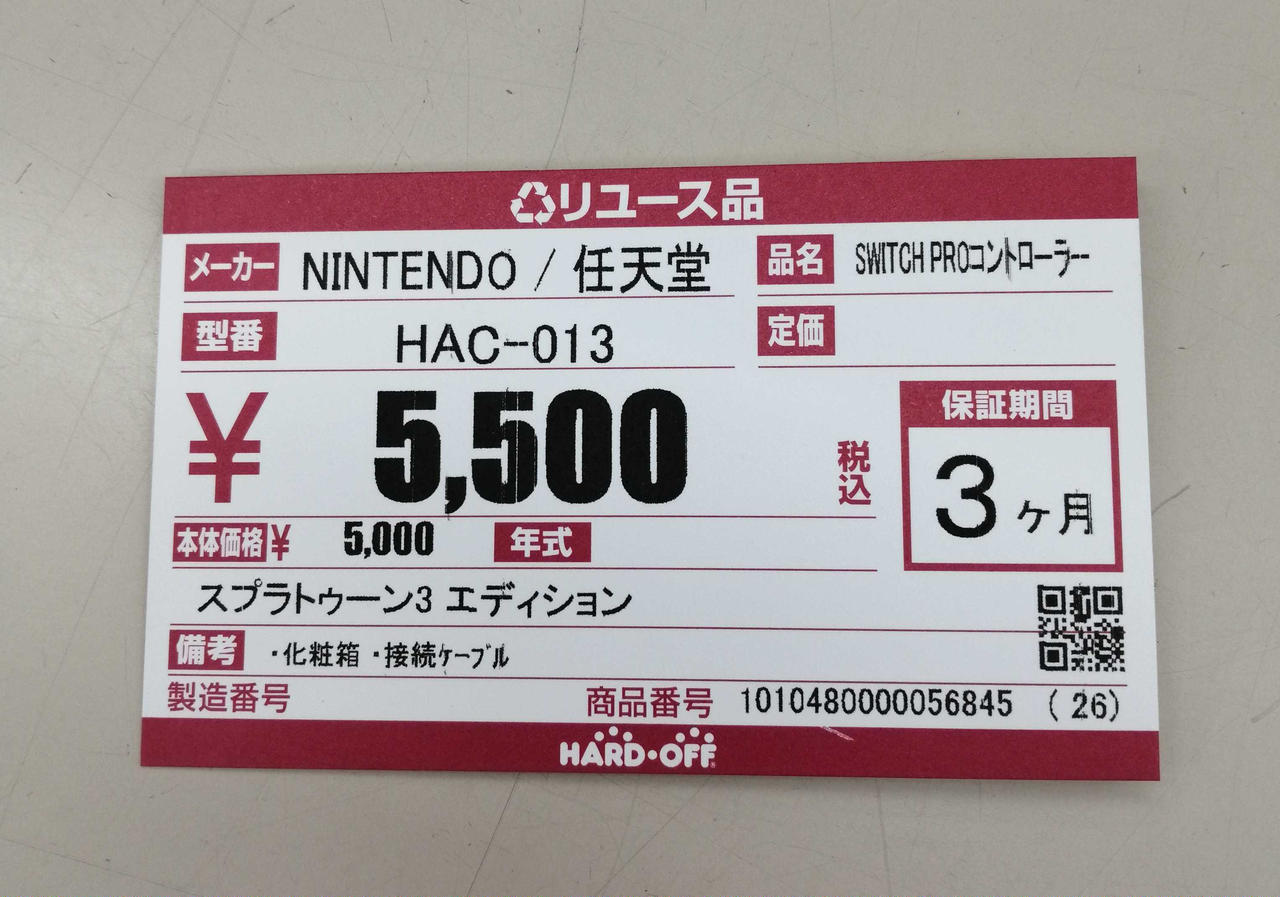 リユース品
メーカー NINTENDO / 任天堂 品名 SWITCH PROコントローラー
型番 HAC-013 定価
¥ 5,500 税込
保証期間
3ヶ月
本体価格¥ 5,000 年式
スプラトゥーン3 エディション
備考 ・化粧箱 ・接続ケーブル
製造番号 商品番号 1010480000056845 (26)
HARD・OFF